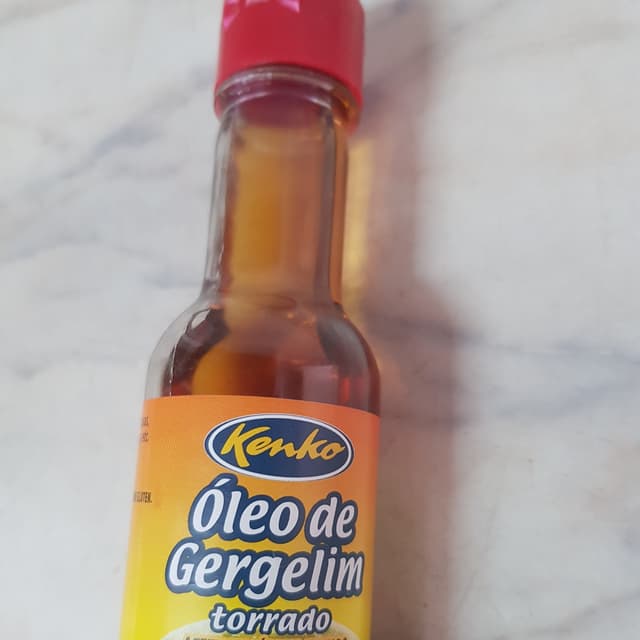 Kenko
Óleo de
Gergelim
torrado